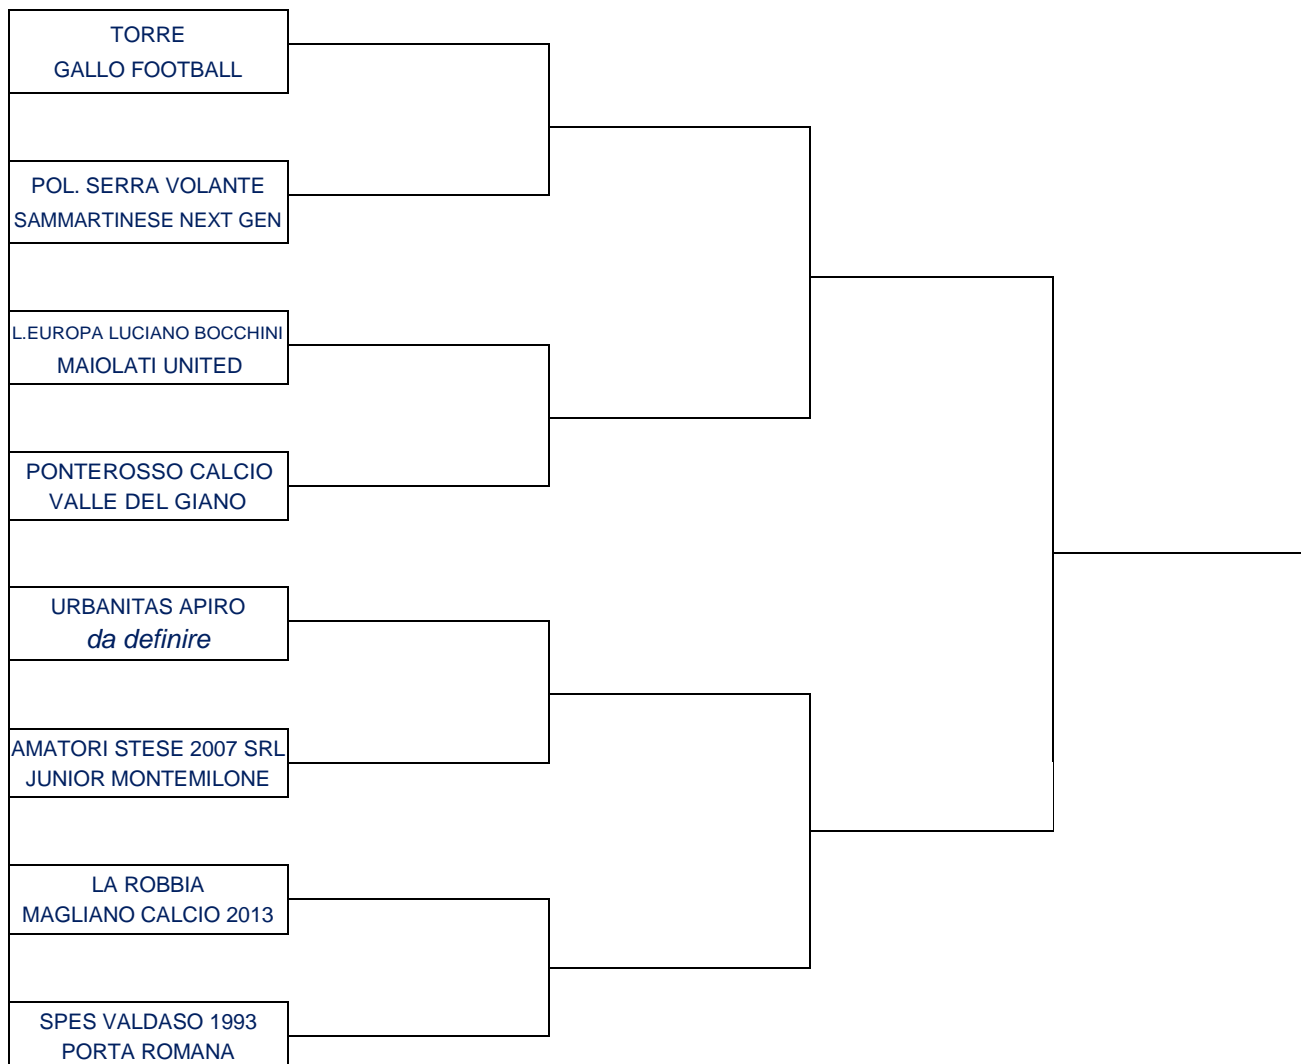 TORRE
GALLO FOOTBALL
POL. SERRA VOLANTE
SAMMARTINESE NEXT GEN
L.EUROPA LUCIANO BOCCHINI
MAIOLATI UNITED
PONTEROSSO CALCIO
VALLE DEL GIANO
URBANITAS APIRO
da definire
AMATORI STESE 2007 SRL
JUNIOR MONTEMILONE
LA ROBBIA
MAGLIANO CALCIO 2013
SPES VALDASO 1993
PORTA ROMANA